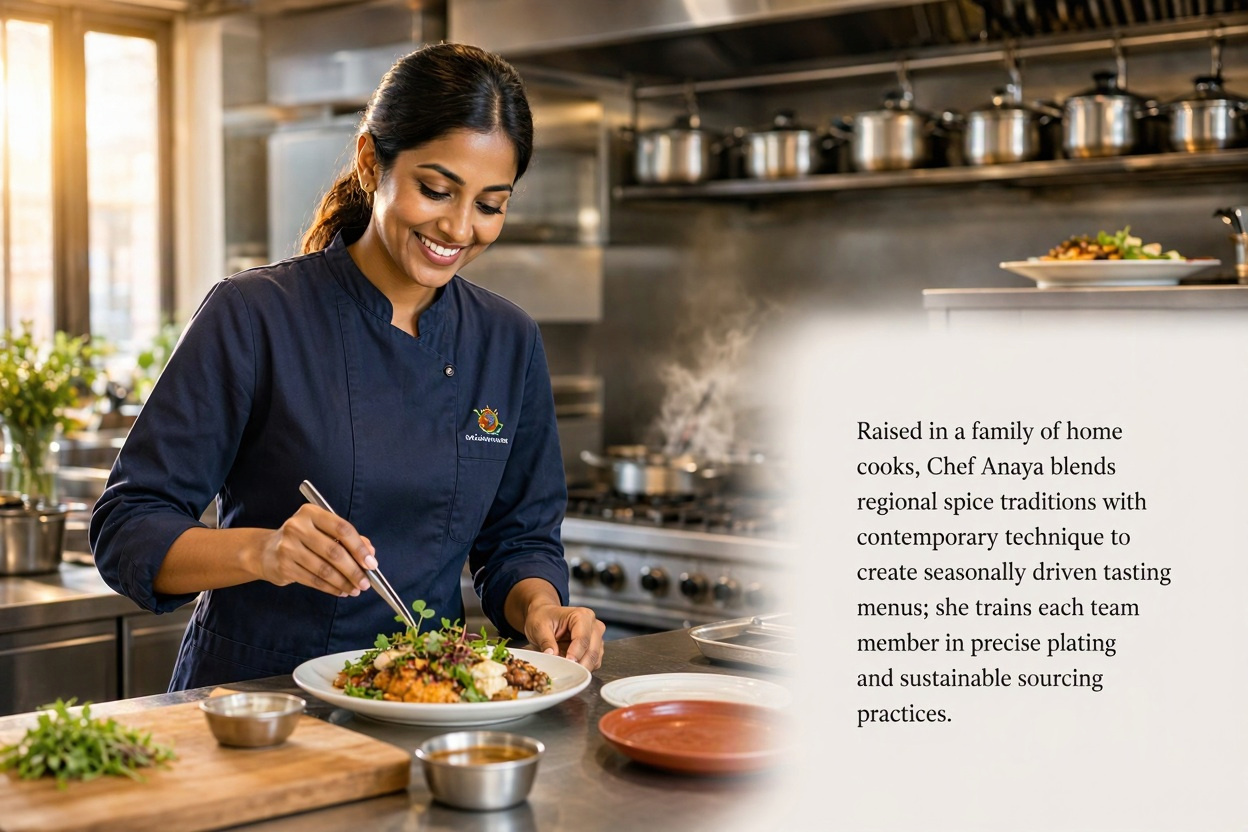 Raised in a family of home
cooks, Chef Anaya blends
regional spice traditions with
contemporary technique to
create seasonally driven tasting
menus; she trains each team
member in precise plating
and sustainable sourcing
practices.